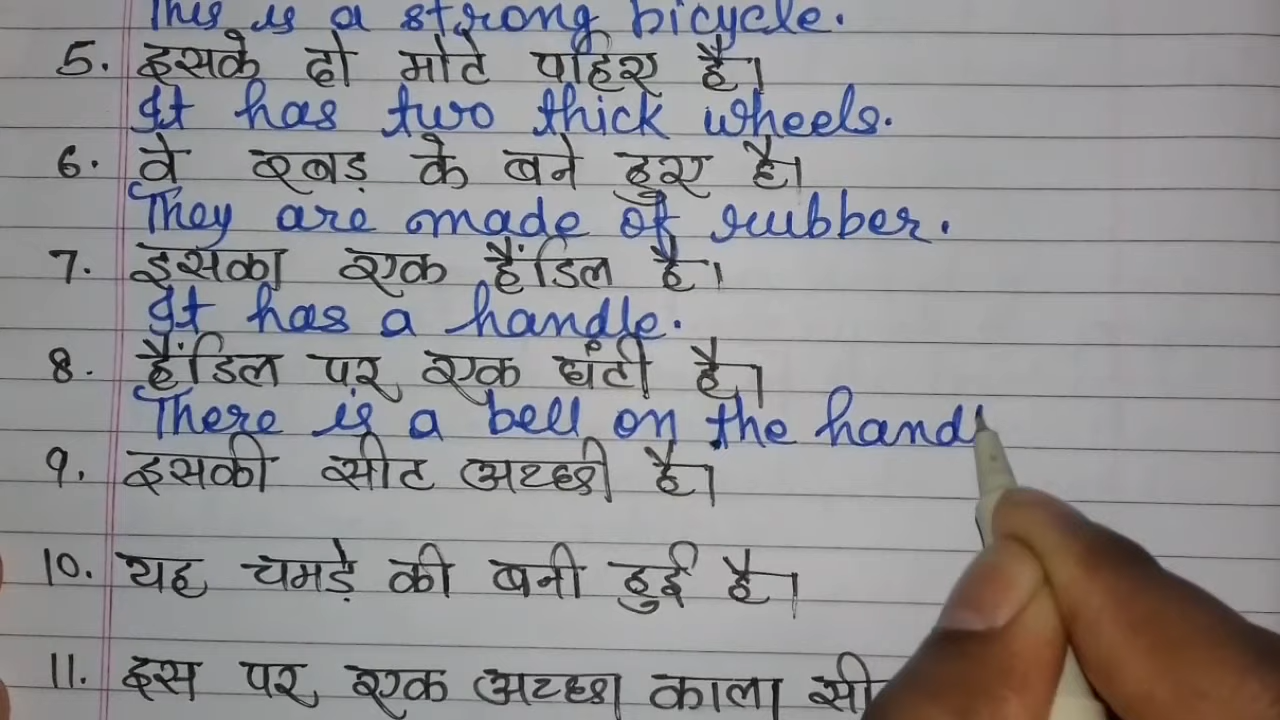 This is a strong bicycle.
5. इसके दो मोटे पहिए है।
It has two thick wheels.
6. वे रबड़ के बने हुए है।
They are made of rubber.
7. इसका एक हैंडिल है।
It has a handle.
8. हैंडिल पर एक घंटी है।
There is a bell on the handl
9. इसकी सीट अच्छी है।
10. यह चमड़े की बनी हुई है।
11. इस पर एक अच्छा काला सी